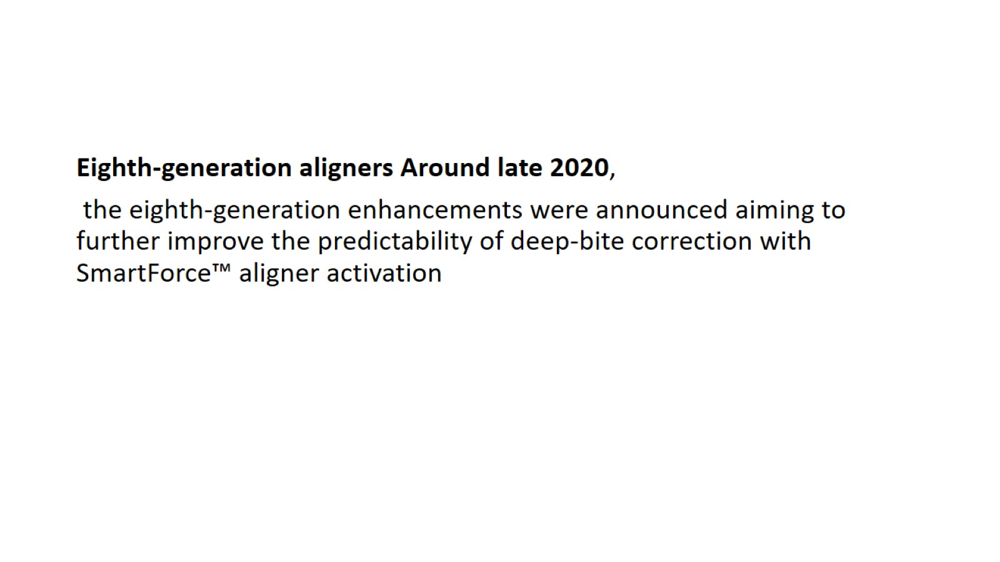 Eighth-generation aligners Around late 2020,
the eighth-generation enhancements were announced aiming to
further improve the predictability of deep-bite correction with
SmartForce™ aligner activation